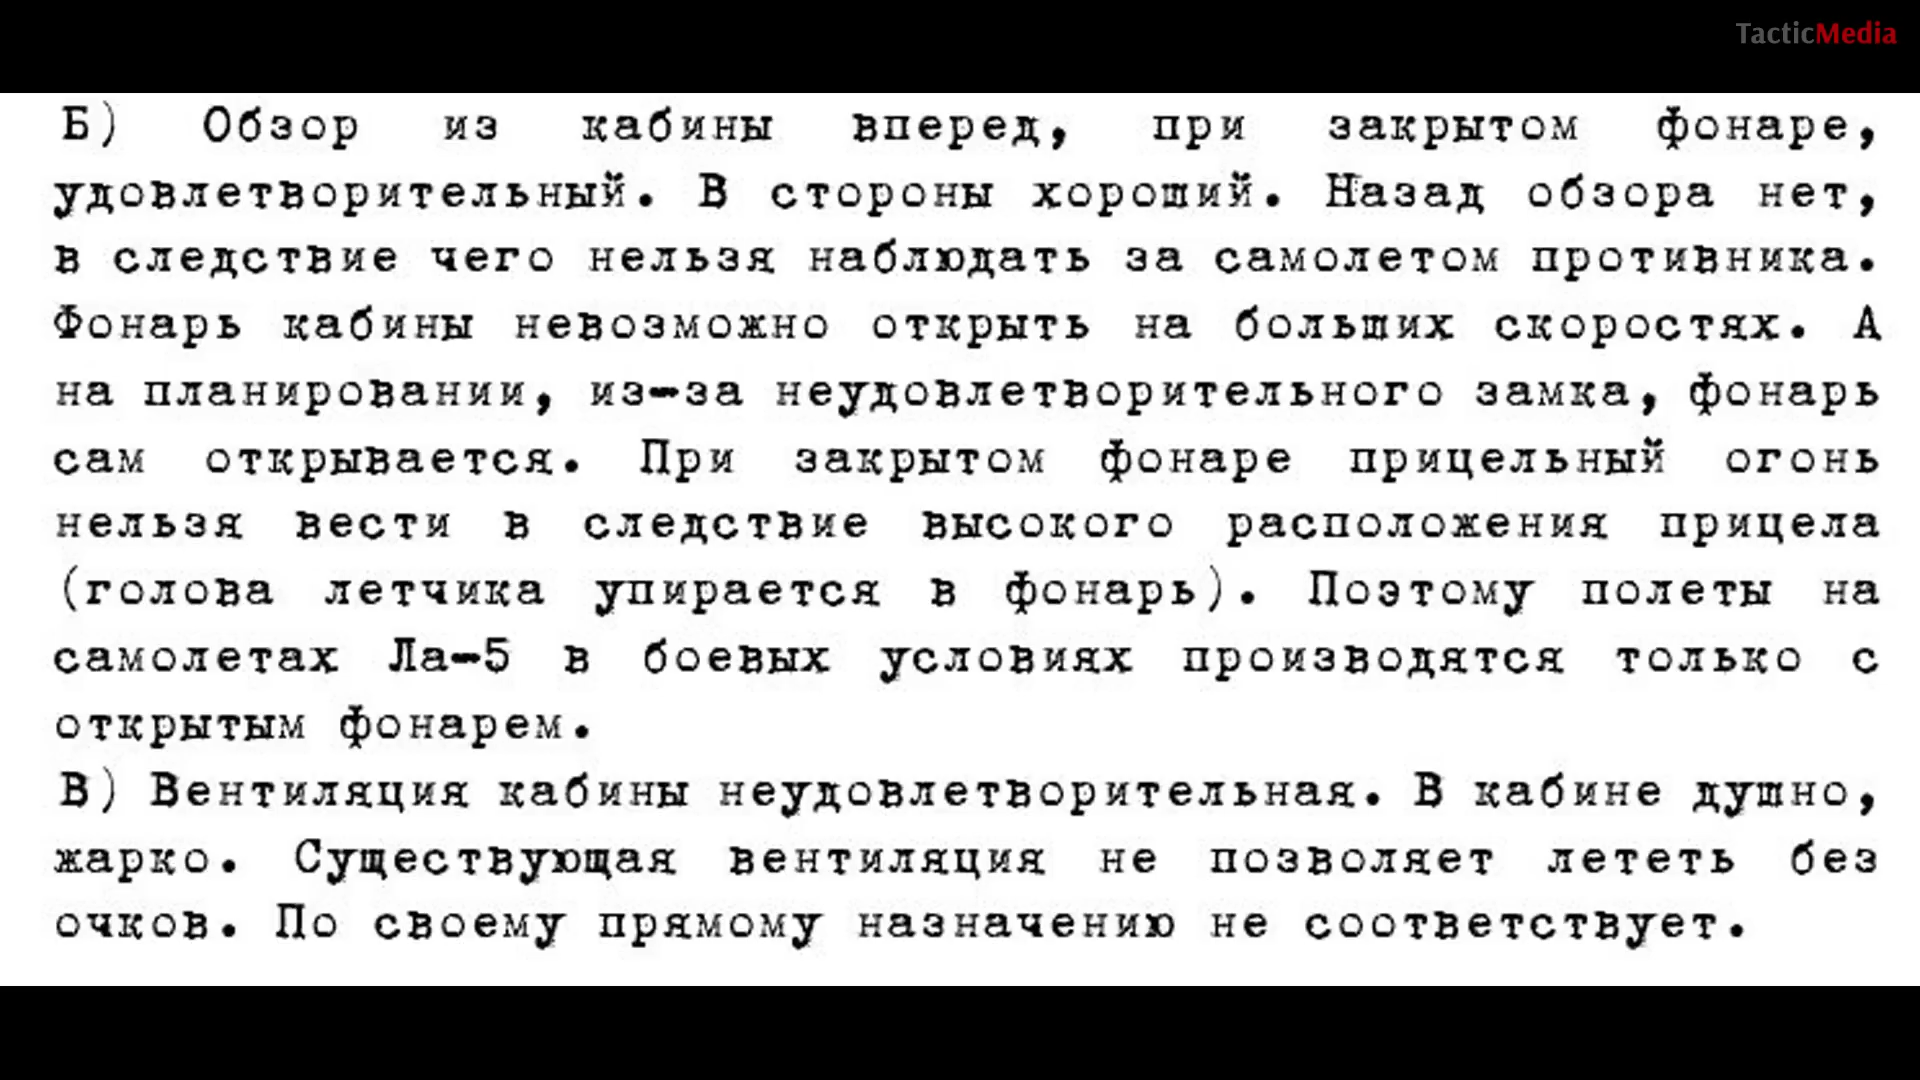 TacticMedia
Б) Обзор из кабины вперед, при закрытом фонаре,
удовлетворительный. В стороны хороший. Назад обзора нет,
в следствие чего нельзя наблюдать за самолетом противника.
Фонарь кабины невозможно открыть на больших скоростях. А
на планировании, из-за неудовлетворительного замка, фонарь
сам открывается. При закрытом фонаре прицельный огонь
нельзя вести в следствие высокого расположения прицела
(голова летчика упирается в фонарь). Поэтому полеты на
самолетах Ла-5 в боевых условиях производятся только с
открытым фонарем.
В) Вентиляция кабины неудовлетворительная. В кабине душно,
жарко. Существующая вентиляция не позволяет лететь без
очков. По своему прямому назначению не соответствует.